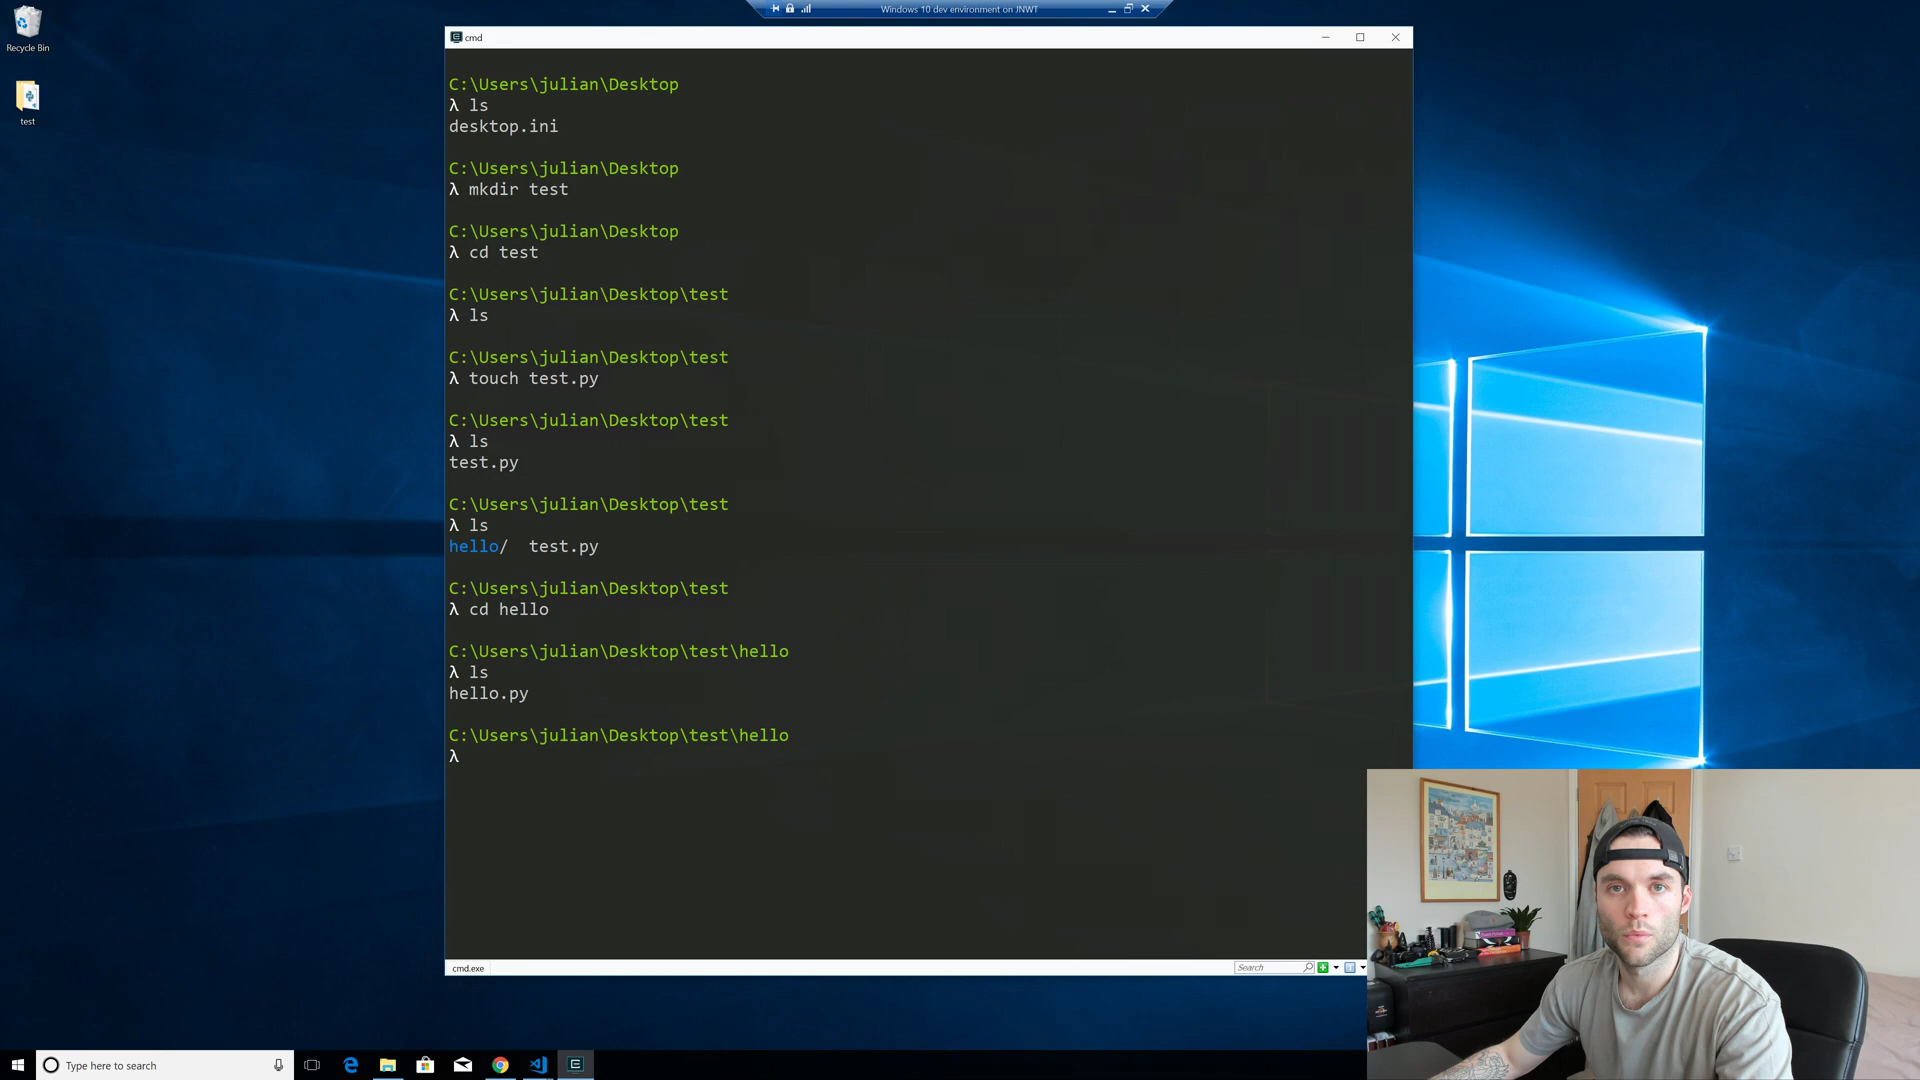 Recycle Bin
test
Windows 10 dev environment on JNWT
cmd
C:\Users\julian\Desktop
λ ls
desktop.ini
C:\Users\julian\Desktop
λ mkdir test
C:\Users\julian\Desktop
λ cd test
C:\Users\julian\Desktop\test
λ ls
C:\Users\julian\Desktop\test
λ touch test.py
C:\Users\julian\Desktop\test
λ ls
test.py
C:\Users\julian\Desktop\test
λ ls
hello/  test.py
C:\Users\julian\Desktop\test
λ cd hello
C:\Users\julian\Desktop\test\hello
λ ls
hello.py
C:\Users\julian\Desktop\test\hello
λ
cmd.exe
Search
Type here to search